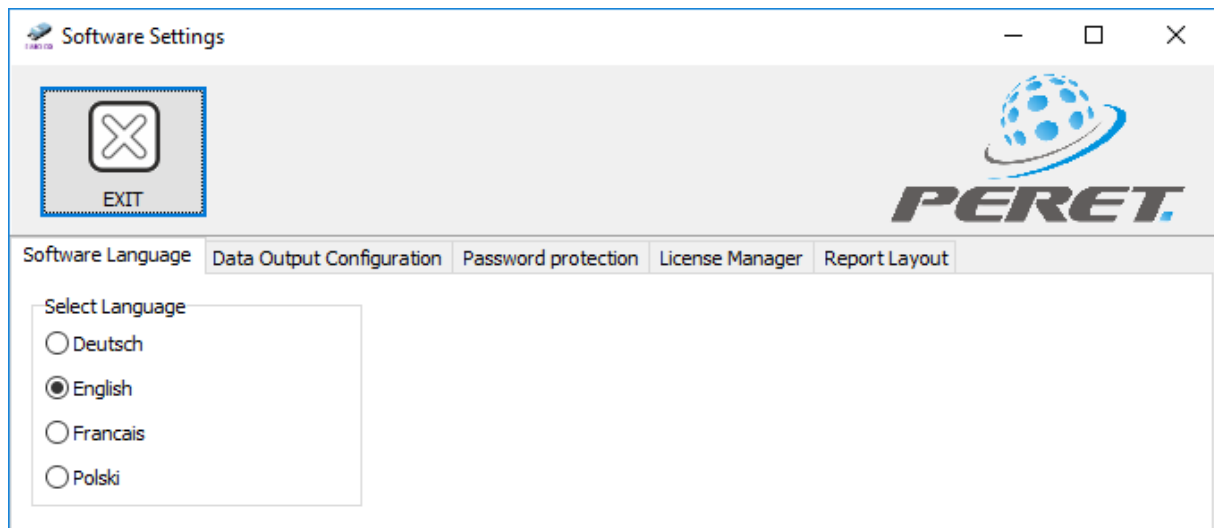 Software Settings
EXIT
PERET.
Software Language Data Output Configuration Password protection License Manager Report Layout
Select Language
Deutsch
English
Francais
Polski